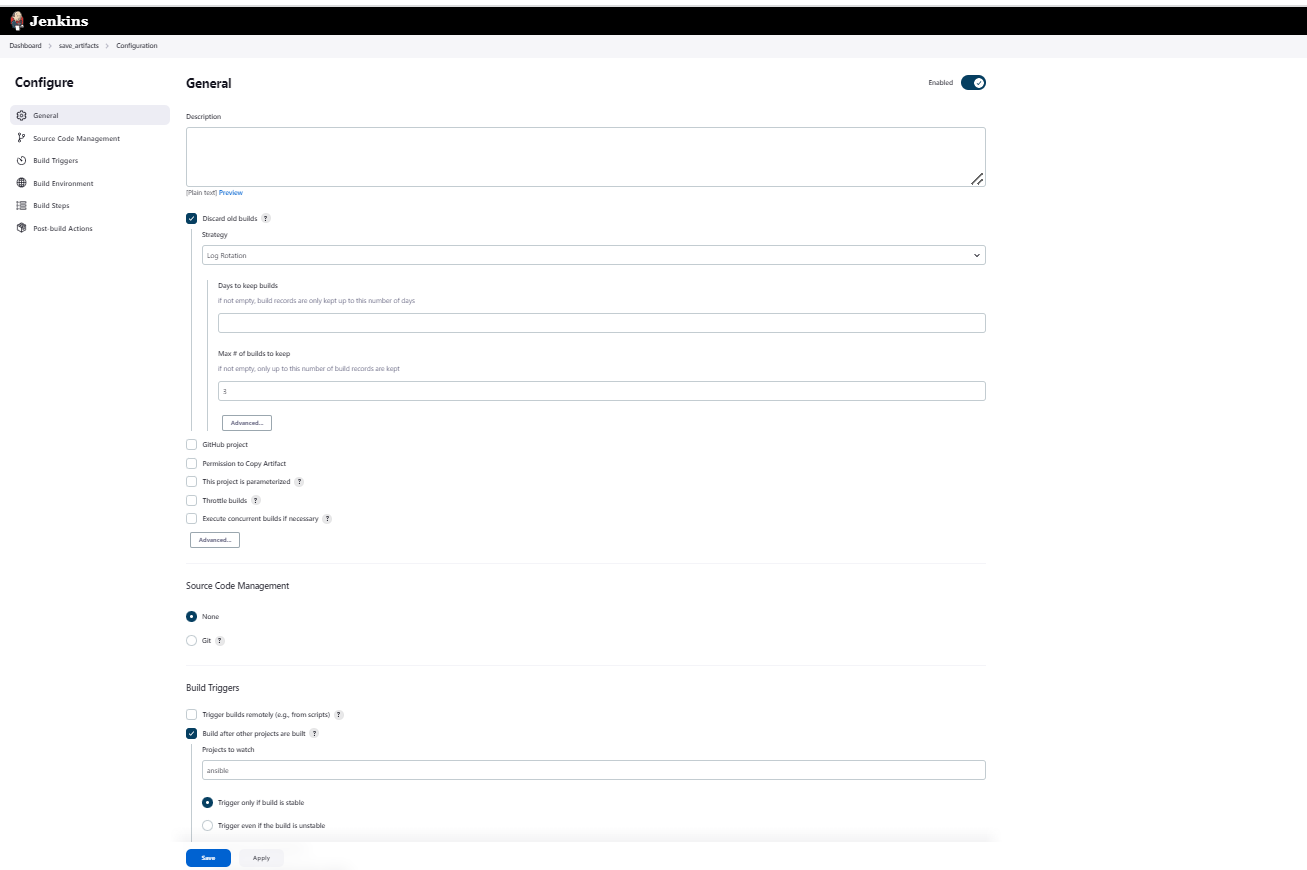 Jenkins
Dashboard > save_artifacts > Configuration
Configure
General
Source Code Management
Build Triggers
Build Environment
Build Steps
Post-build Actions
General
Enabled
Description
[Plain text] Preview
Discard old builds ?
Strategy
Log Rotation
Days to keep builds
if not empty, build records are only kept up to this number of days
Max # of builds to keep
if not empty, only up to this number of build records are kept
3
Advanced...
GitHub project
Permission to Copy Artifact
This project is parameterized ?
Throttle builds ?
Execute concurrent builds if necessary ?
Advanced...
Source Code Management
None
Git ?
Build Triggers
Trigger builds remotely (e.g., from scripts) ?
Build after other projects are built ?
Projects to watch
ansible
Trigger only if build is stable
Trigger even if the build is unstable
Save
Apply